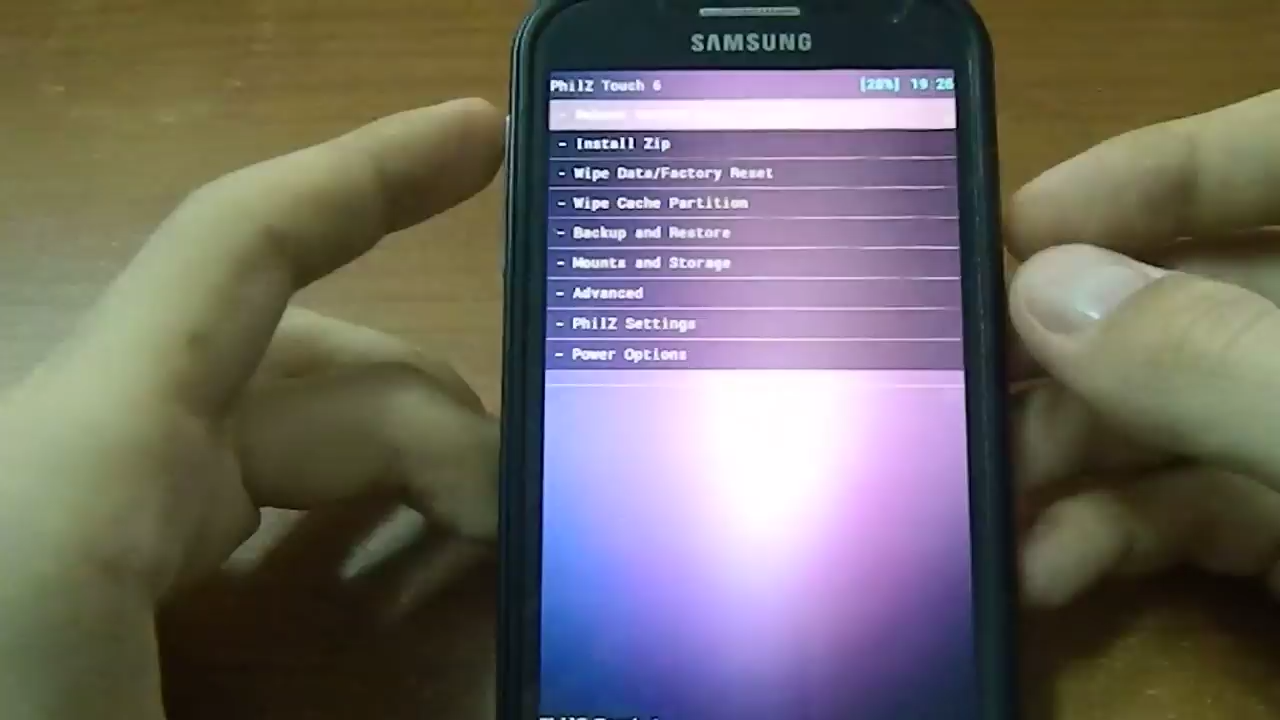 SAMSUNG
PhilZ Touch 6 [28%] 19 26
- Install Zip
- Wipe Data/Factory Reset
- Wipe Cache Partition
- Backup and Restore
- Mounts and Storage
- Advanced
- PhilZ Settings
- Power Options